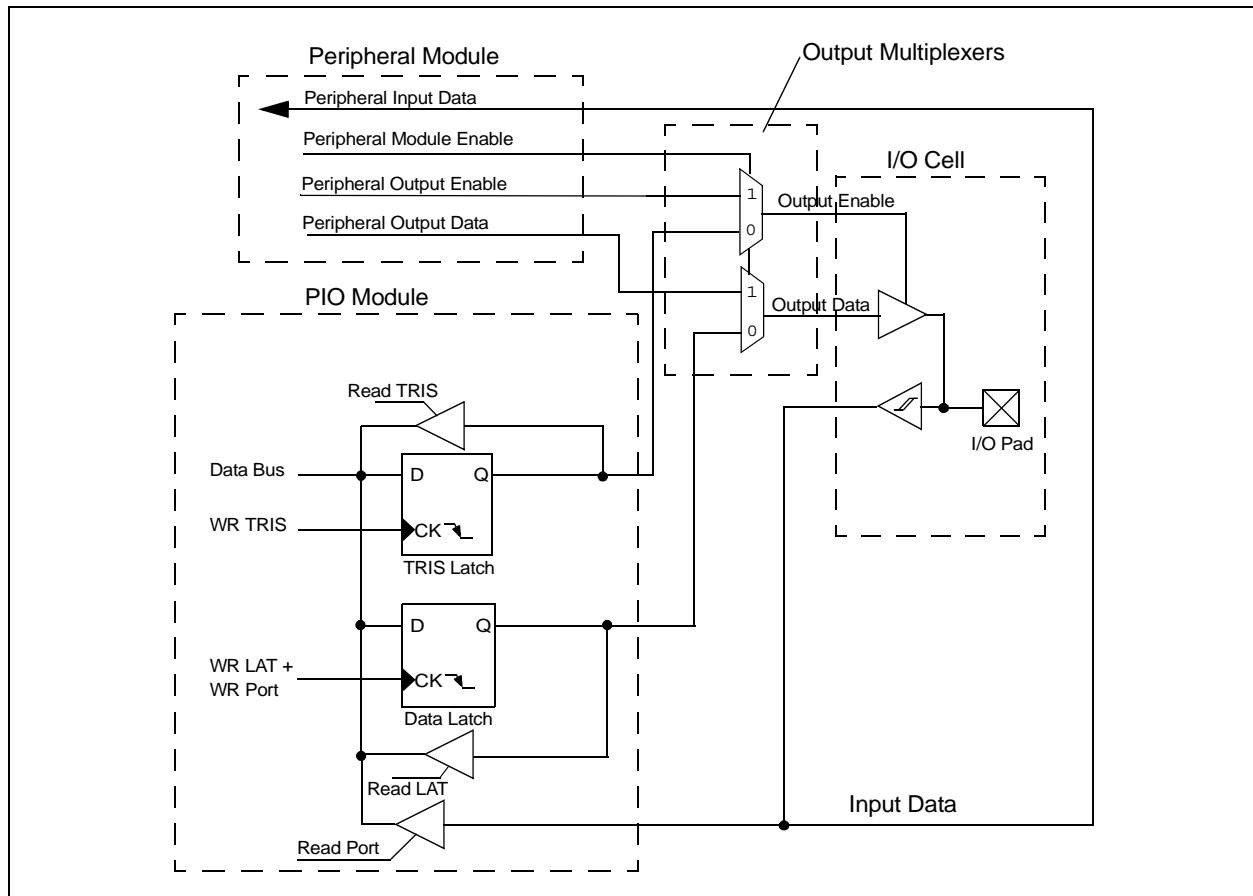 Peripheral Module
Output Multiplexers
Peripheral Input Data
Peripheral Module Enable
I/O Cell
Peripheral Output Enable
1
Output Enable
Peripheral Output Data
0
PIO Module
1
Output Data
0
Read TRIS
I/O Pad
Data Bus
D
Q
WR TRIS
CK
TRIS Latch
D
Q
WR LAT +
WR Port
CK
Data Latch
Read LAT
Input Data
Read Port